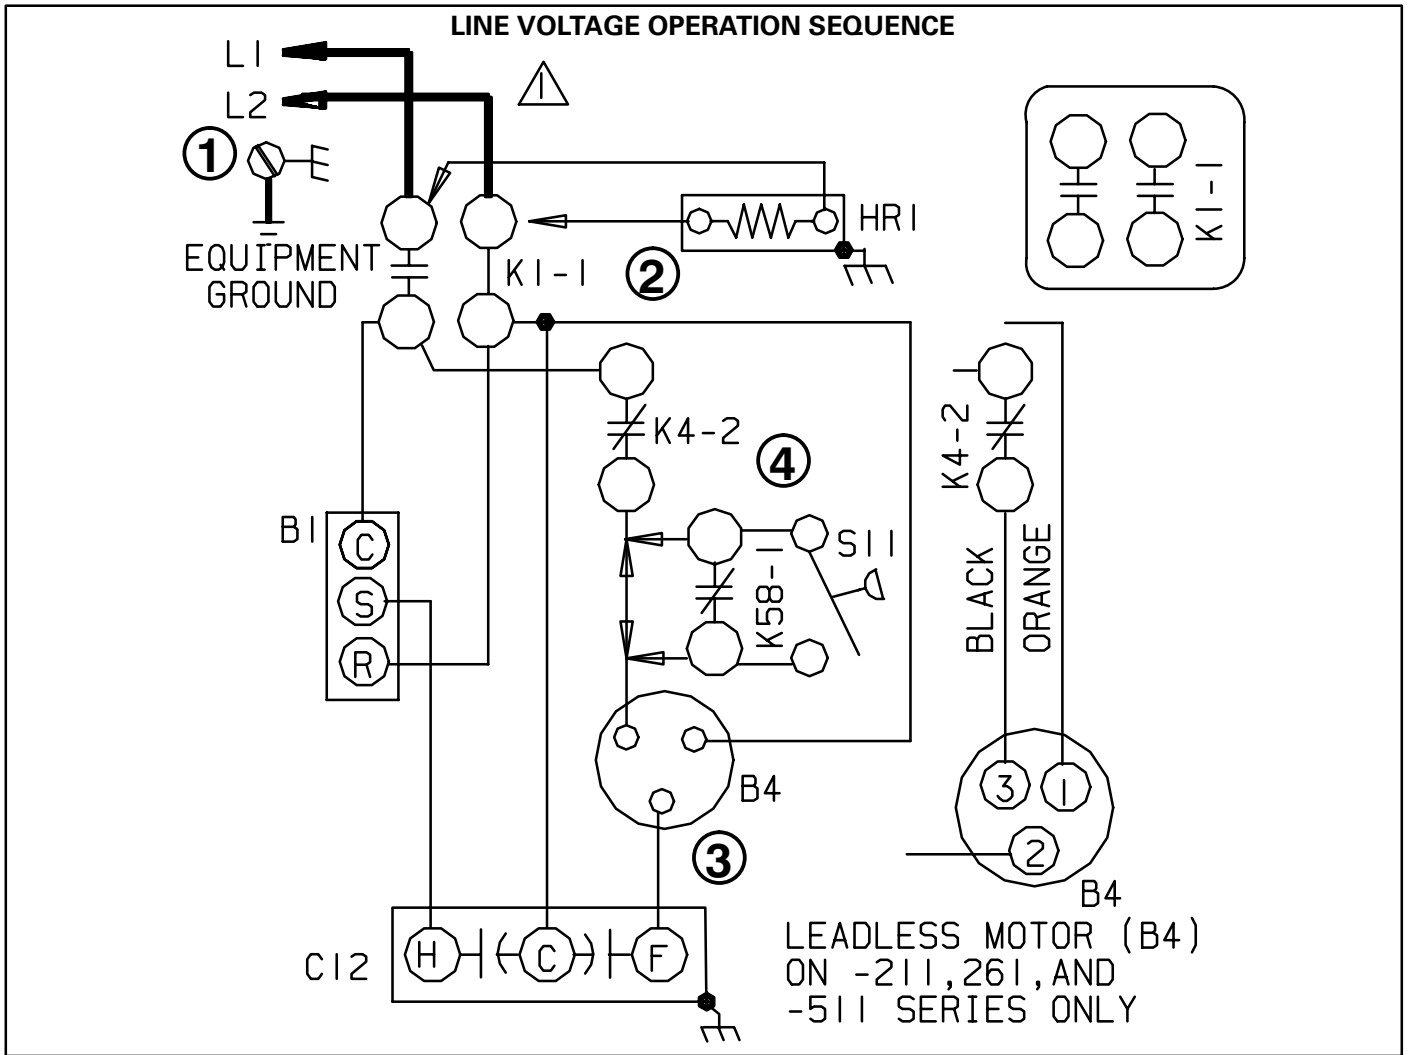 LINE VOLTAGE OPERATION SEQUENCE
L1
L2
1
1
EQUIPMENT
GROUND
K1-1
2
HR1
K1-1
K4-2
4
K4-2
B1
C
S
R
K58-1
S11
BLACK
ORANGE
B4
3
3
1
2
B4
C12
H
C
F
LEADLESS MOTOR (B4)
ON -211,261,AND
-511 SERIES ONLY